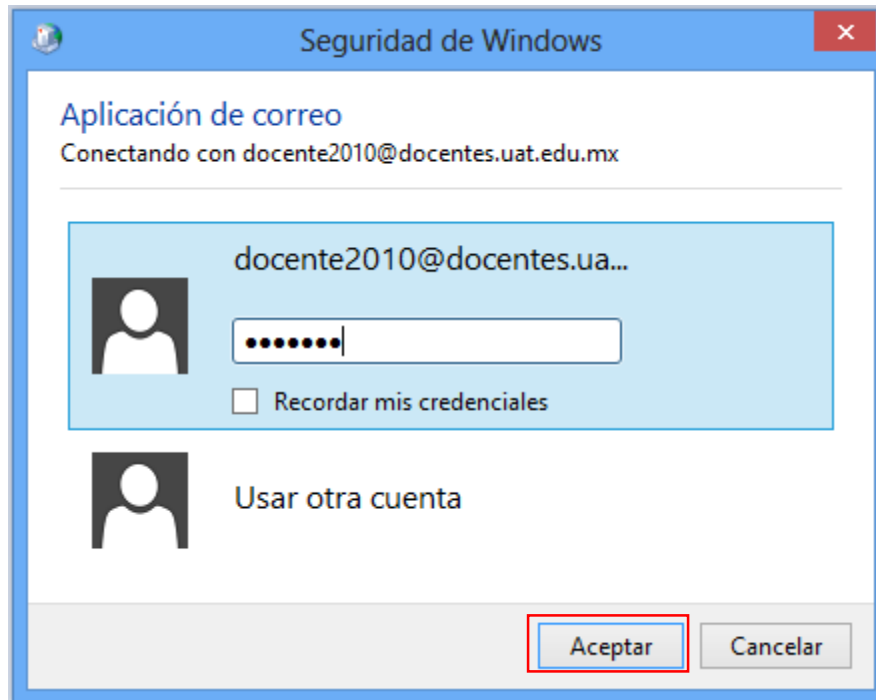 Seguridad de Windows
Aplicación de correo
Conectando con docente2010@docentes.uat.edu.mx
docente2010@docentes.ua...
•••••••
Recordar mis credenciales
Usar otra cuenta
Aceptar
Cancelar